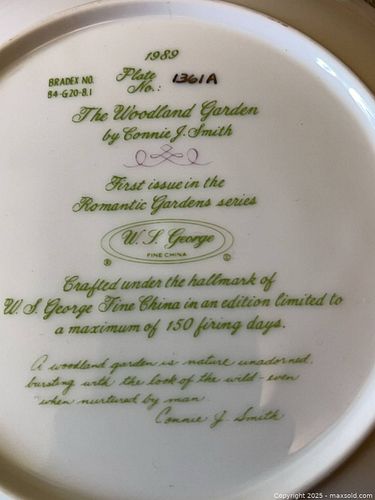 1989
BRADEX NO. Plate
84-G20-8.1 No.: 1361A
The Woodland Garden
by Connie J. Smith
First issue in the
Romantic Gardens series
W. S. George
FINE CHINA
® ©
Crafted under the hallmark of
W. S. George Fine China in an edition limited to
a maximum of 150 firing days.
A woodland garden is nature unadorned,
bursting with the look of the wild - even
when nurtured by man.
Connie J. Smith
Copyright 2025 - maxsold.com